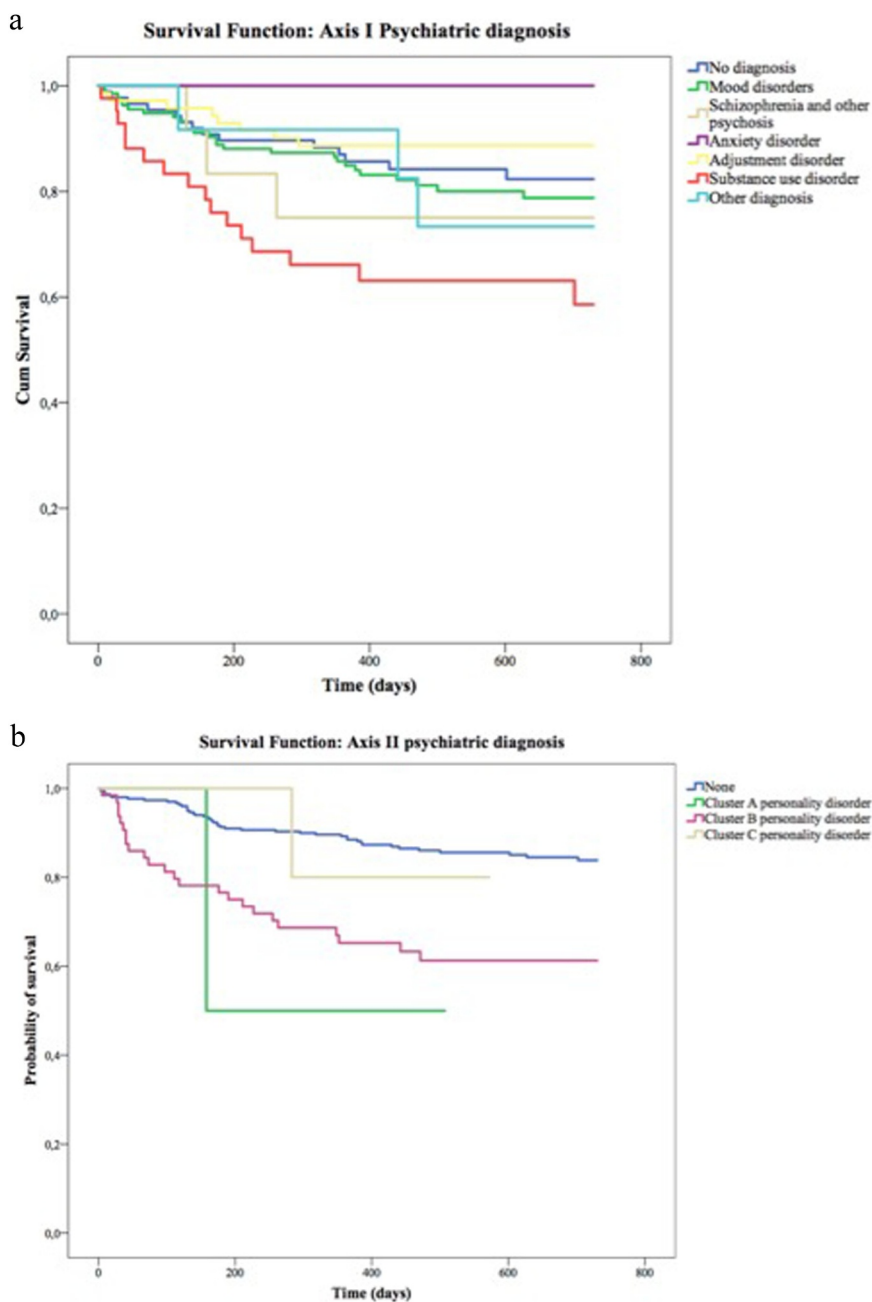 a
Survival Function: Axis I Psychiatric diagnosis
No diagnosis
Mood disorders
Schizophrenia and other
psychosis
Anxiety disorder
Adjustment disorder
Substance use disorder
Other diagnosis
1,0
0,8
0,6
0,4
0,2
0,0
Cum Survival
0 200 400 600 800
Time (days)
b
Survival Function: Axis II psychiatric diagnosis
None
Cluster A personality disorder
Cluster B personality disorder
Cluster C personality disorder
1,0
0,8
0,6
0,4
0,2
0,0
Probability of survival
0 200 400 600 800
Time (days)